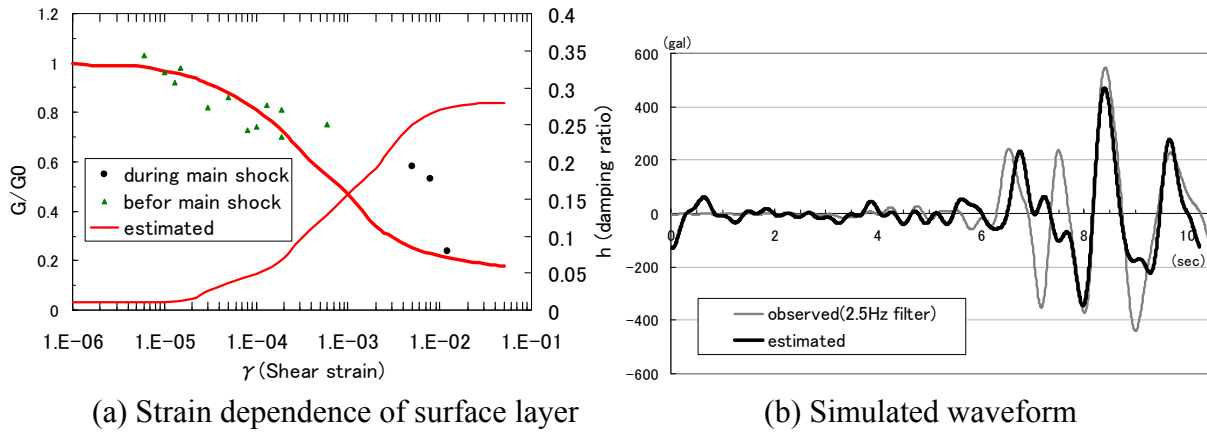 1.2
1
0.8
0.6
0.4
0.2
0
G/G0
during main shock
befor main shock
estimated
0.4
0.35
0.3
0.25
0.2
0.15
0.1
0.05
0
h (damping ratio)
1.E-06 1.E-05 1.E-04 1.E-03 1.E-02 1.E-01
γ (Shear strain)
(a) Strain dependence of surface layer
(gal)
600
400
200
0
-200
-400
-600
0 2 4 6 8 10
(sec)
observed(2.5Hz filter)
estimated
(b) Simulated waveform